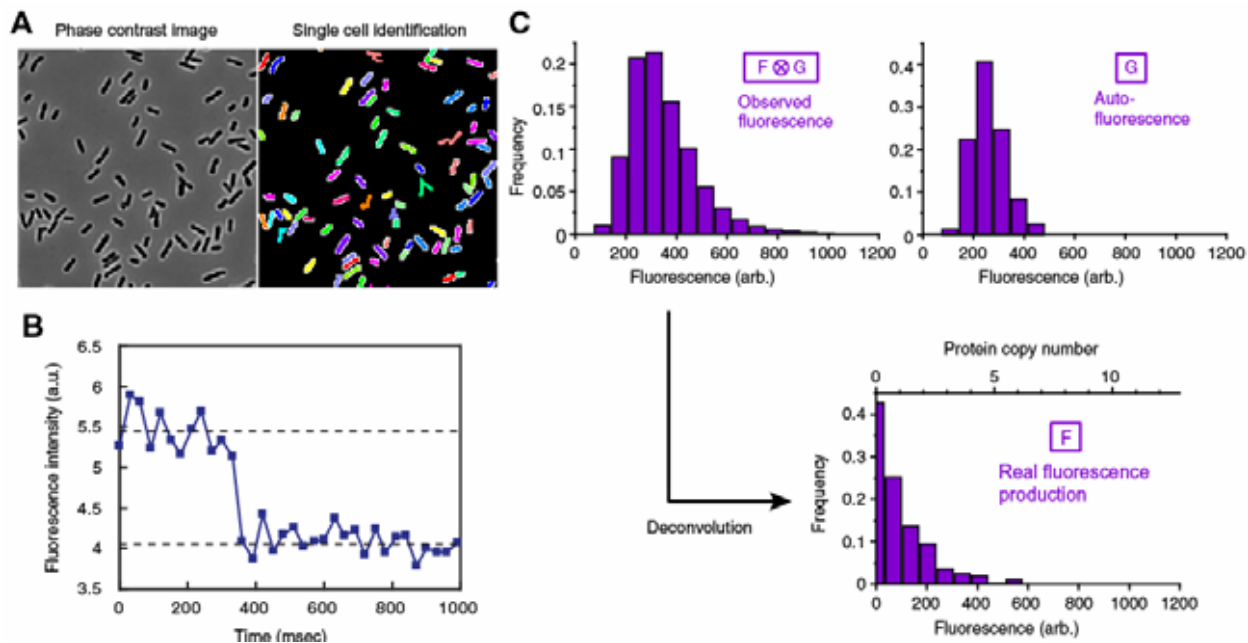 A
Phase contrast image
Single cell identification
B
6.5
6
5.5
5
4.5
4
3.5
Fluorescence intensity (a.u.)
0 200 400 600 800 1000
Time (msec)
C
F ⊗ G
Observed
fluorescence
0.2
0.15
0.1
0.05
0
Frequency
0 200 400 600 800 1000 1200
Fluorescence (arb.)
G
Auto-
fluorescence
0.4
0.3
0.2
0.1
0
0 200 400 600 800 1000 1200
Fluorescence (arb.)
Deconvolution
Protein copy number
0 5 10
F
Real fluorescence
production
0.4
0.3
0.2
0.1
0
Frequency
0 200 400 600 800 1000 1200
Fluorescence (arb.)